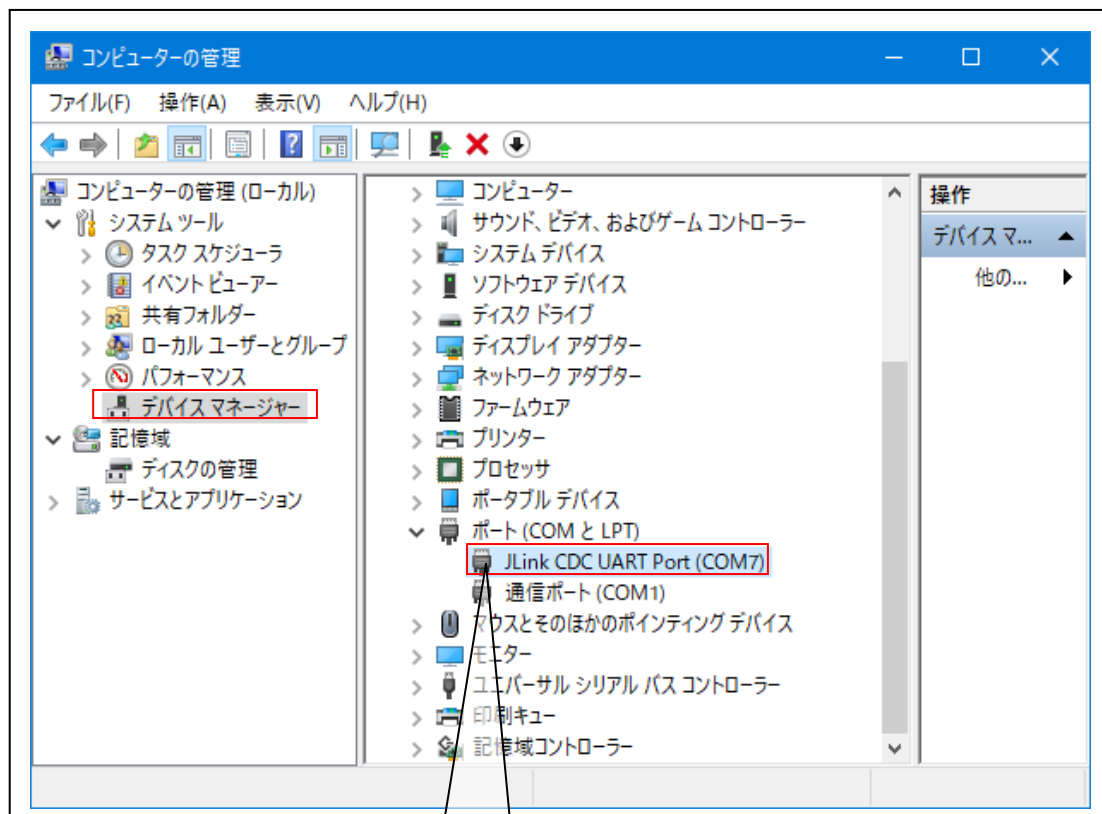 コンピューターの管理
ファイル(F) 操作(A) 表示(V) ヘルプ(H)
コンピューターの管理 (ローカル)
システム ツール
タスク スケジューラ
イベント ビューアー
共有フォルダー
ローカル ユーザーとグループ
パフォーマンス
デバイス マネージャー
記憶域
ディスクの管理
サービスとアプリケーション
コンピューター
サウンド、ビデオ、およびゲーム コントローラー
システム デバイス
ソフトウェア デバイス
ディスク ドライブ
ディスプレイ アダプター
ネットワーク アダプター
ファームウェア
プリンター
プロセッサ
ポータブル デバイス
ポート (COM と LPT)
JLink CDC UART Port (COM7)
通信ポート (COM1)
マウスとそのほかのポインティング デバイス
モニター
ユニバーサル シリアル バス コントローラー
印刷キュー
記憶域コントローラー
操作
デバイス マ...
他の...